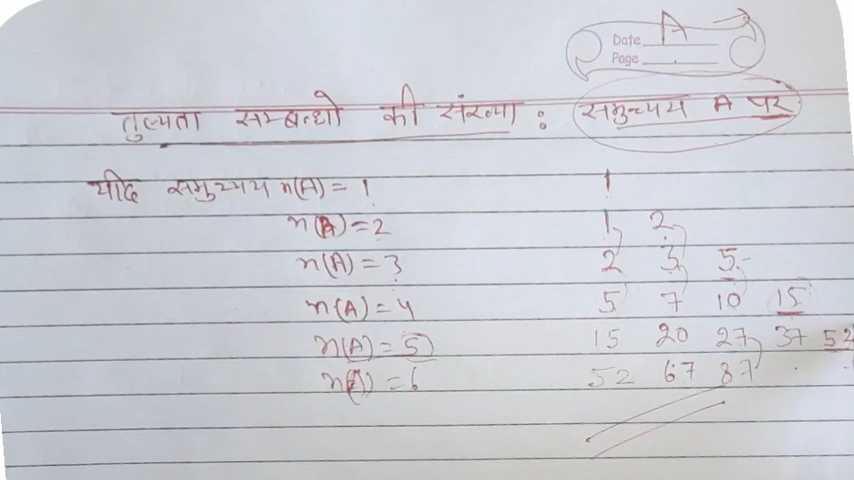 Date A
Page
तुल्यता सम्बन्धो की संख्या : समुच्चय A पर
यदि समुच्चय n(A) = 1 1
n(A) = 2 1 2
n(A) = 3 2 3 5
n(A) = 4 5 7 10 15
n(A) = 5 15 20 27 37 52
n(A) = 6 52 67 87